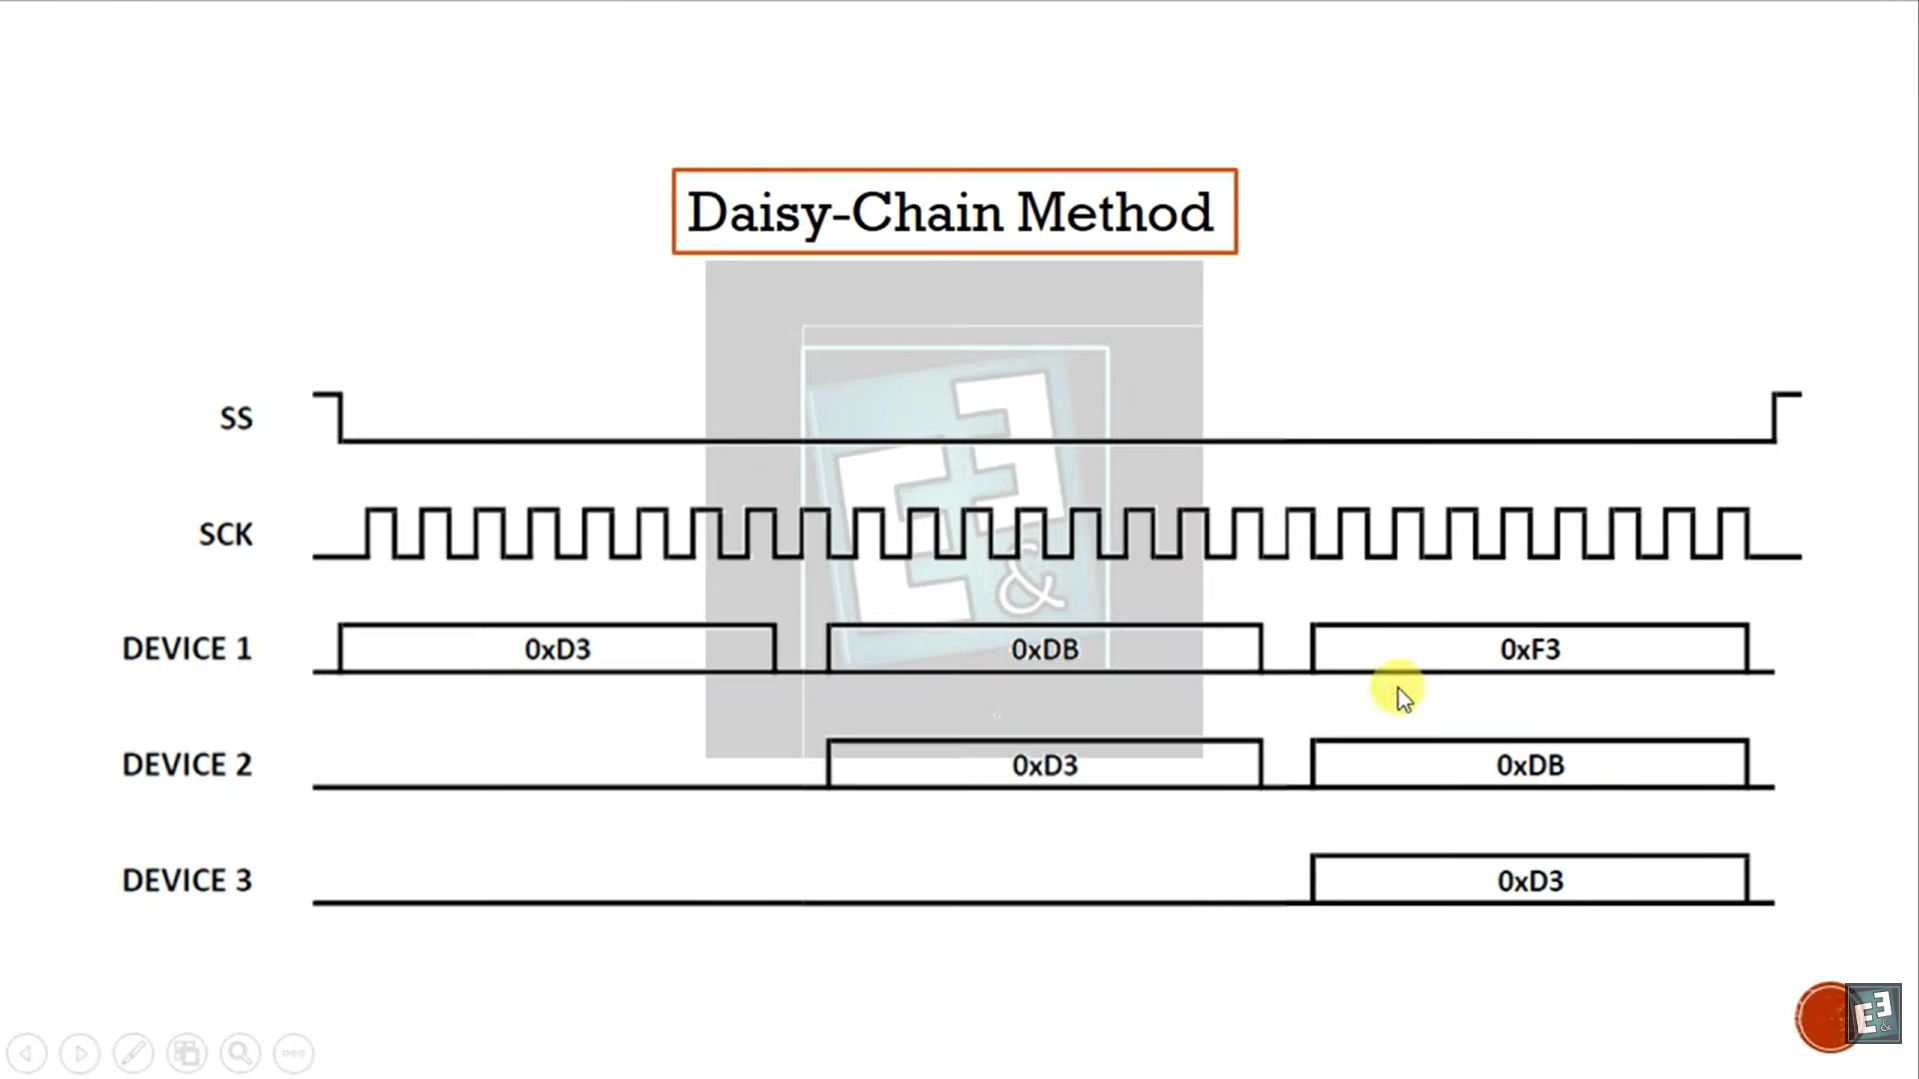 Daisy-Chain Method
E
E
&
SS
SCK
DEVICE 1 0xD3 0xDB 0xF3
DEVICE 2 0xD3 0xDB
DEVICE 3 0xD3
E
E
&